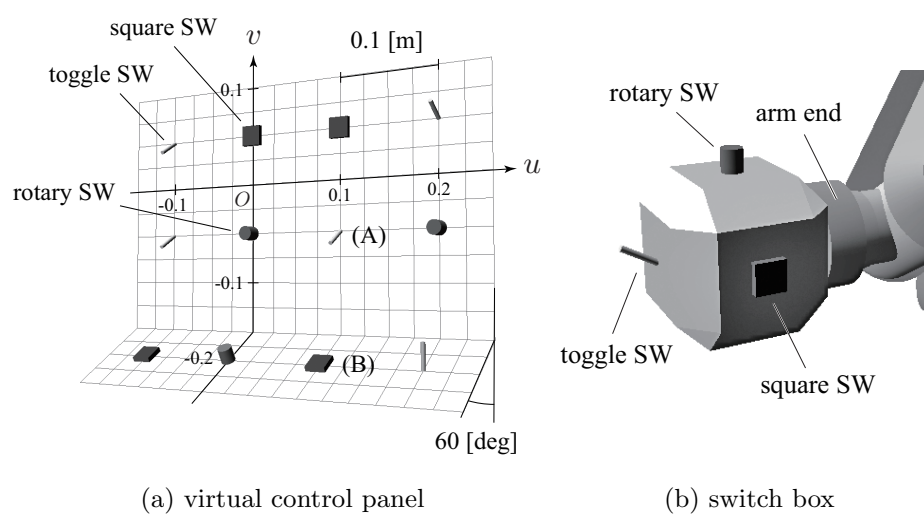 square SW
v
0.1 [m]
toggle SW
0.1
u
rotary SW
-0.1
O
0.1
0.2
(A)
-0.1
-0.2
(B)
60 [deg]
(a) virtual control panel
rotary SW
arm end
toggle SW
square SW
(b) switch box